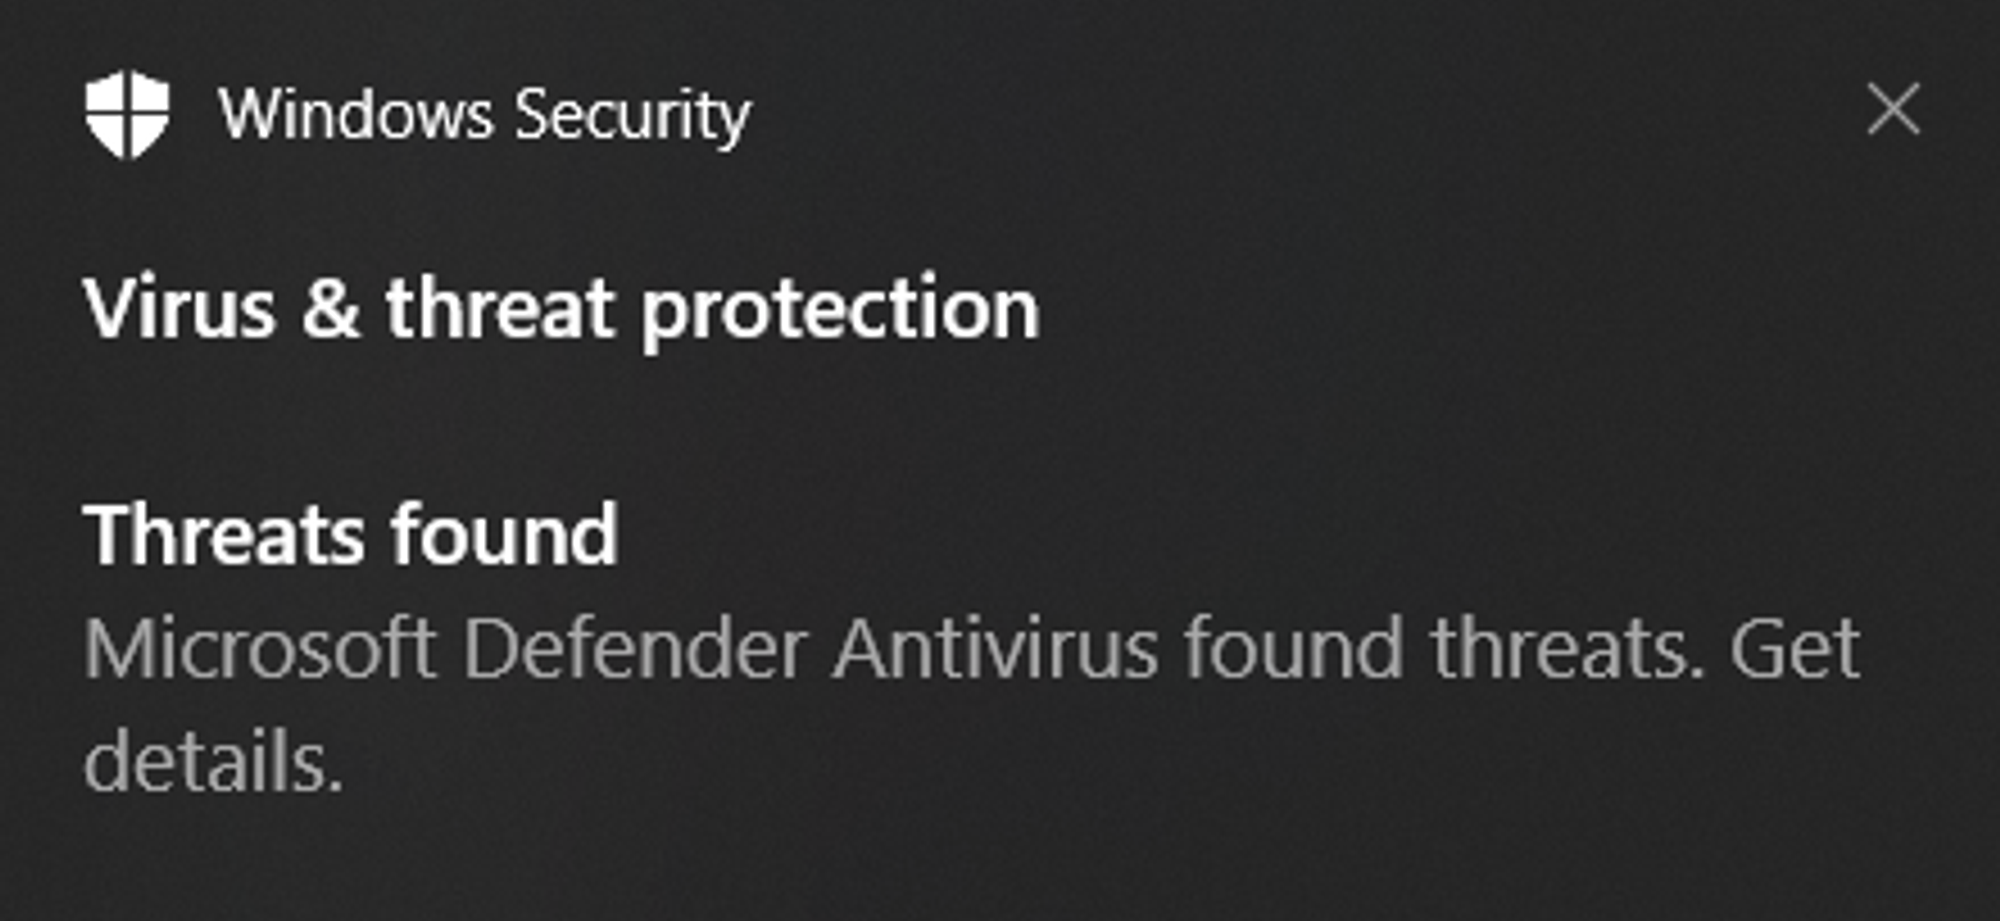 Windows Security
Virus & threat protection
Threats found
Microsoft Defender Antivirus found threats. Get
details.